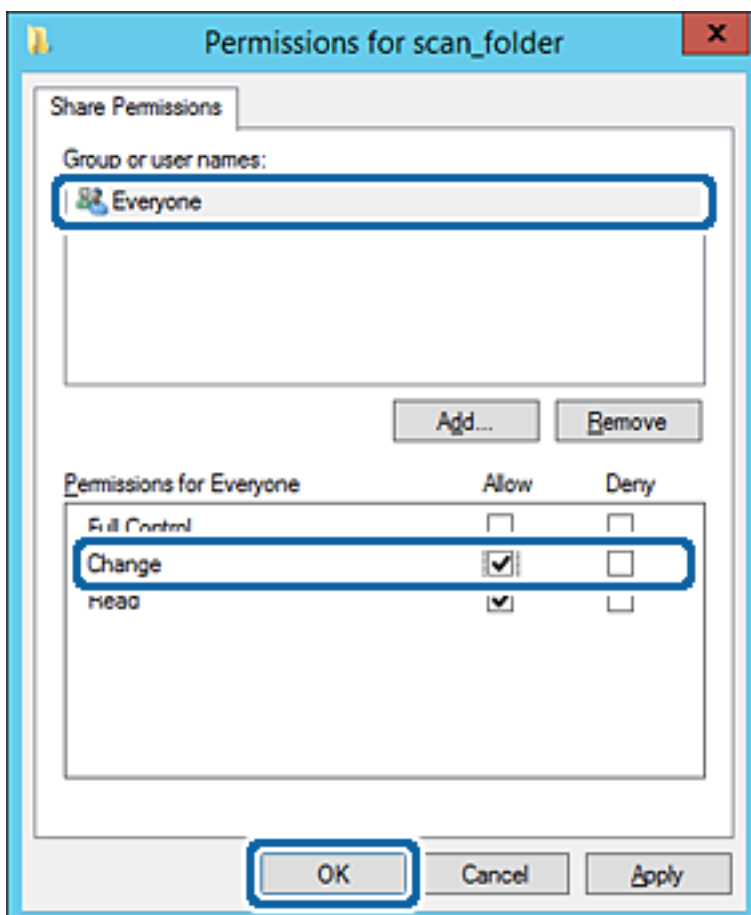 Permissions for scan_folder
Share Permissions
Group or user names:
Everyone
Add... Remove
Permissions for Everyone Allow Deny
Full Control
Change
Read
OK Cancel Apply